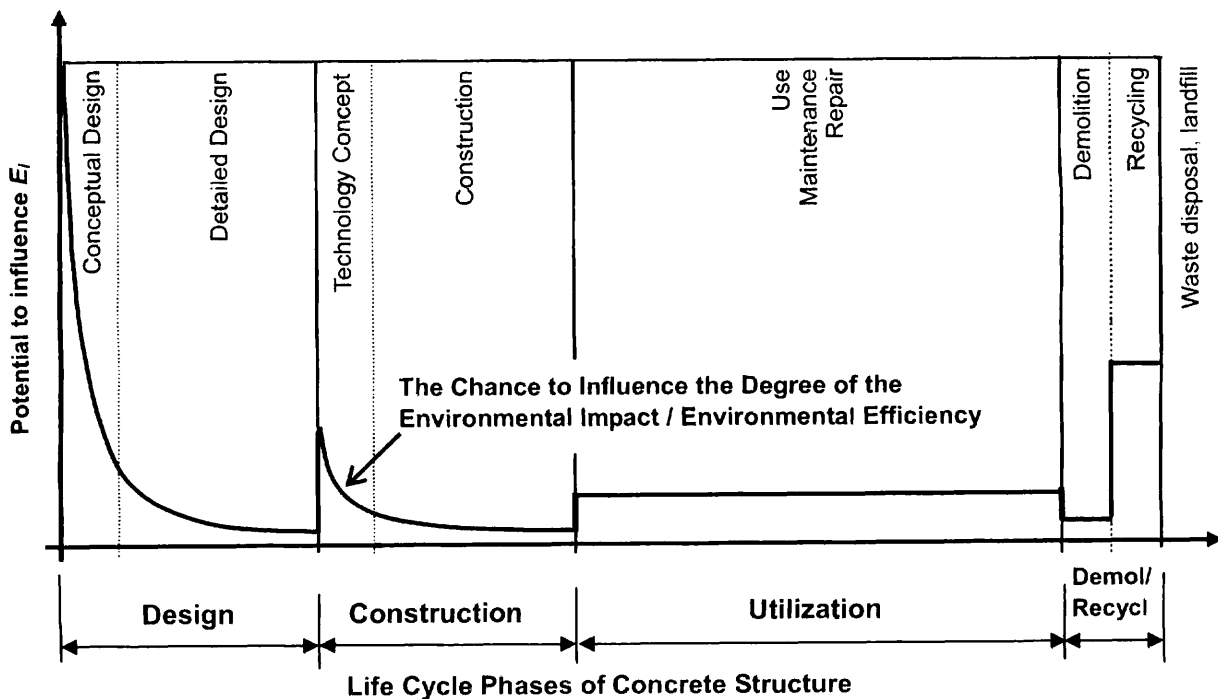 Potential to influence E_I
Conceptual Design
Detailed Design
Technology Concept
Construction
Use
Maintenance
Repair
Demolition
Recycling
Waste disposal, landfill
The Chance to Influence the Degree of the
Environmental Impact / Environmental Efficiency
Design
Construction
Utilization
Demol/
Recycl
Life Cycle Phases of Concrete Structure